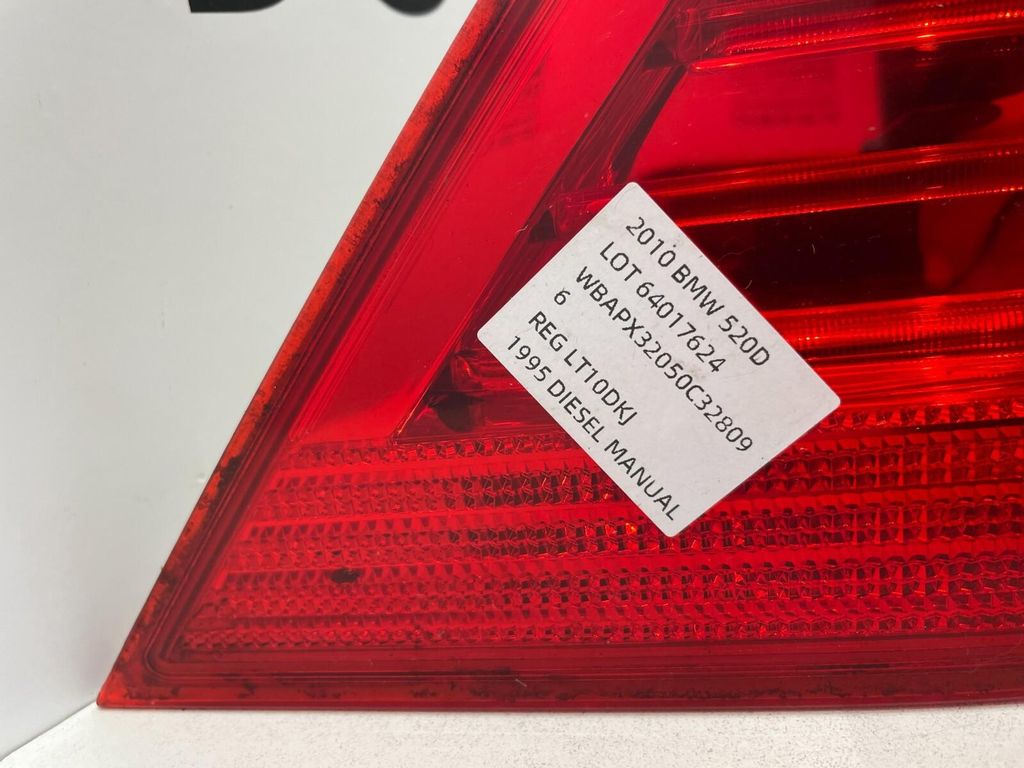 2010 BMW 520D
LOT 64017624
WBAPX32050C32809
6
REG LT10DKJ
1995 DIESEL MANUAL